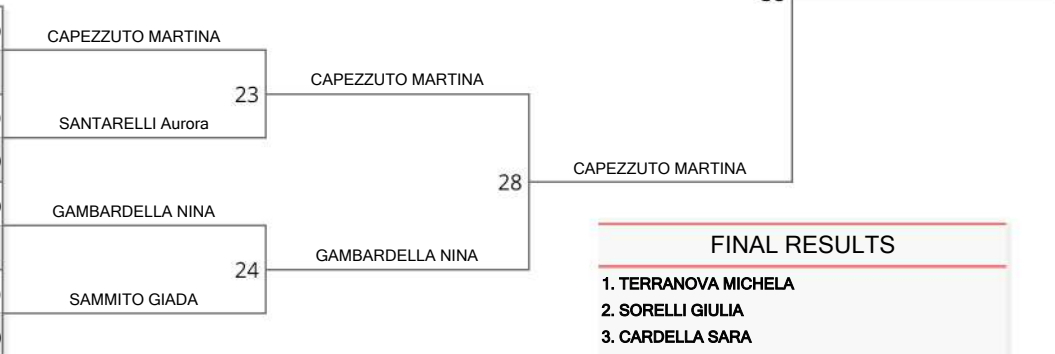 CAPEZZUTO MARTINA
CAPEZZUTO MARTINA
23
SANTARELLI Aurora
CAPEZZUTO MARTINA
28
GAMBARDELLA NINA
GAMBARDELLA NINA
24
SAMMITO GIADA
FINAL RESULTS
1. TERRANOVA MICHELA
2. SORELLI GIULIA
3. CARDELLA SARA